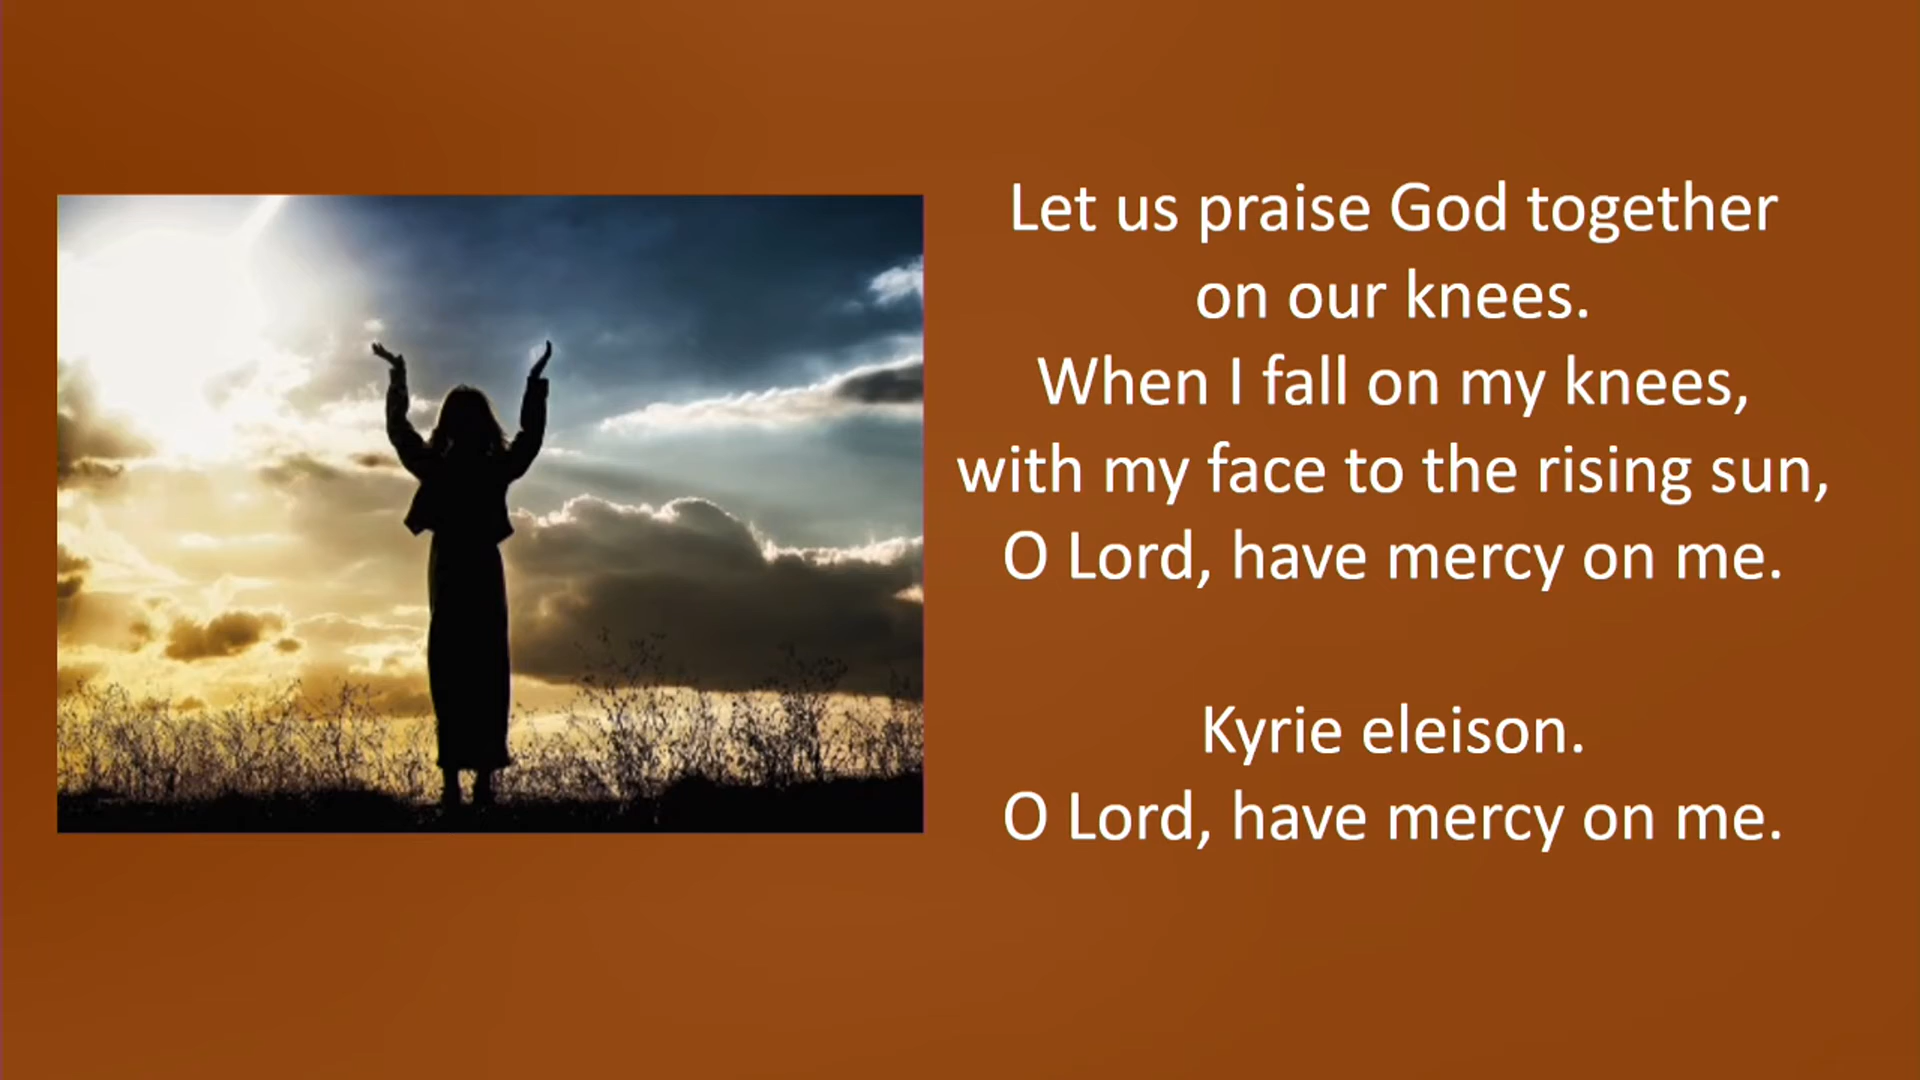 Let us praise God together
on our knees.
When I fall on my knees,
with my face to the rising sun,
O Lord, have mercy on me.
Kyrie eleison.
O Lord, have mercy on me.